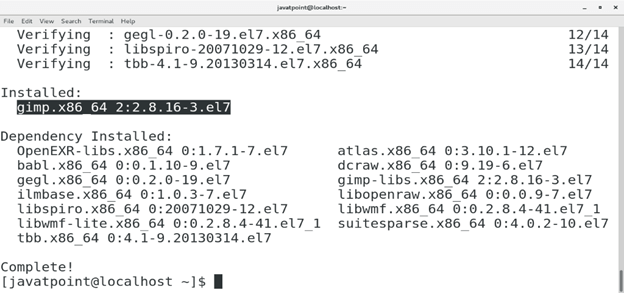 javatpoint@localhost:~
File Edit View Search Terminal Help
Verifying : gegl-0.2.0-19.el7.x86_64 12/14
Verifying : libspiro-20071029-12.el7.x86_64 13/14
Verifying : tbb-4.1-9.20130314.el7.x86_64 14/14
Installed:
gimp.x86_64 2:2.8.16-3.el7
Dependency Installed:
OpenEXR-libs.x86_64 0:1.7.1-7.el7 atlas.x86_64 0:3.10.1-12.el7
babl.x86_64 0:0.1.10-9.el7 dcraw.x86_64 0:9.19-6.el7
gegl.x86_64 0:0.2.0-19.el7 gimp-libs.x86_64 2:2.8.16-3.el7
ilmbase.x86_64 0:1.0.3-7.el7 libopenraw.x86_64 0:0.0.9-7.el7
libspiro.x86_64 0:20071029-12.el7 libwmf.x86_64 0:0.2.8.4-41.el7_1
libwmf-lite.x86_64 0:0.2.8.4-41.el7_1 suitesparse.x86_64 0:4.0.2-10.el7
tbb.x86_64 0:4.1-9.20130314.el7
Complete!
[javatpoint@localhost ~]$